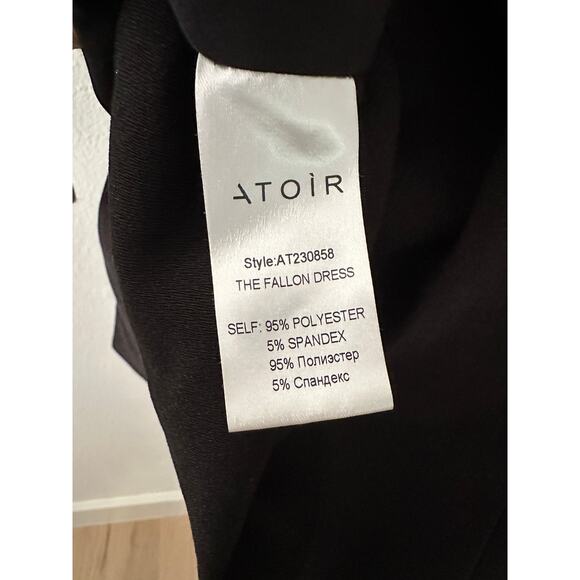 ATOÌR
Style:AT230858
THE FALLON DRESS
SELF: 95% POLYESTER
5% SPANDEX
95% Полиэстер
5% Спандекс